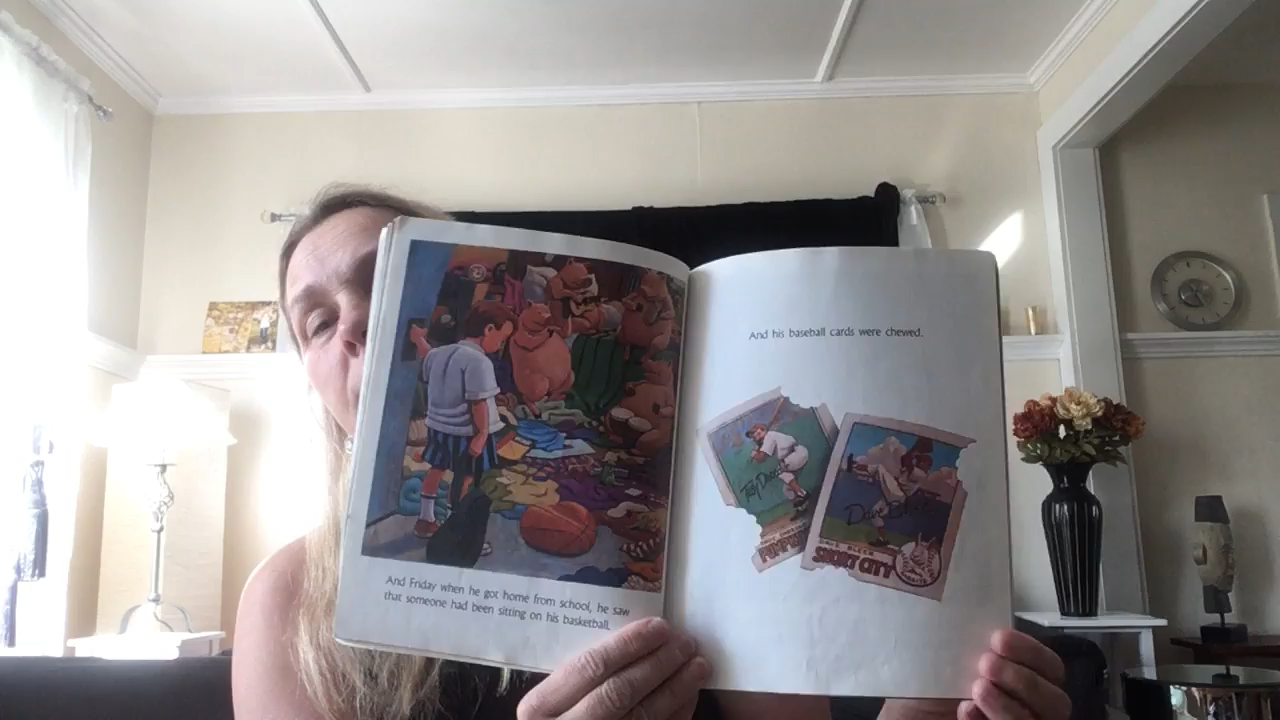 And Friday when he got home from school, he saw
that someone had been sitting on his basketball.
And his baseball cards were chewed.
SHORT CITY